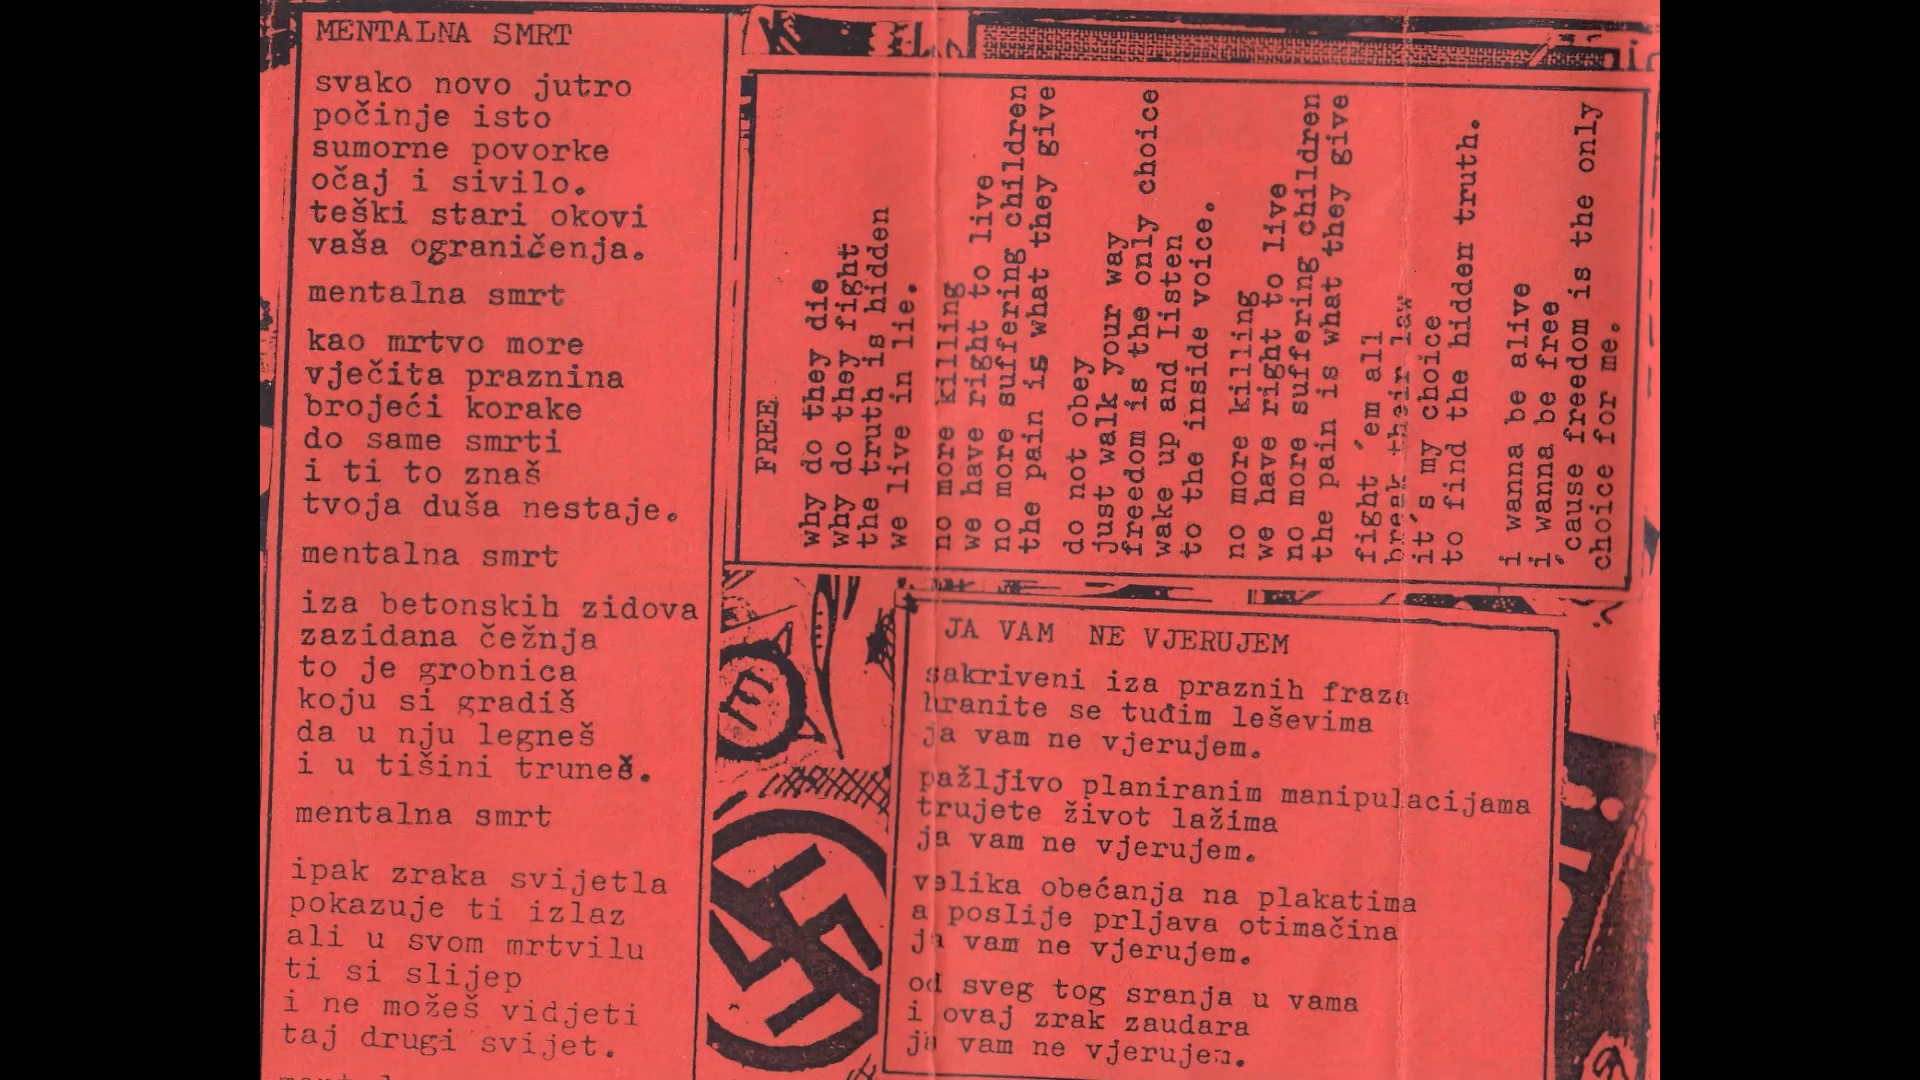 MENTALNA SMRT
svako novo jutro
počinje isto
sumorne povorke
očaj i sivilo.
teški stari okovi
vaša ograničenja.
mentalna smrt
kao mrtvo more
vječita praznina
brojeći korake
do same smrti
i ti to znaš
tvoja duša nestaje.
mentalna smrt
iza betonskih zidova
zazidana čežnja
to je grobnica
koju si gradiš
da u nju legneš
i u tišini truneš.
mentalna smrt
ipak zraka svijetla
pokazuje ti izlaz
ali u svom mrtvilu
ti si slijep
i ne možeš vidjeti
taj drugi svijet.
FREE
why do they die
why do they fight
the truth is hidden
we live in lie.
no more killing
we have right to live
no more suffering children
the pain is what they give
do not obey
just walk your way
freedom is the only choice
wake up and listen
to the inside voice.
no more killing
we have right to live
no more suffering children
the pain is what they give
fight 'em all
break their law
it's my choice
to find the hidden truth.
i wanna be alive
i wanna be free
'cause freedom is the only
choice for me.
JA VAM NE VJERUJEM
sakriveni iza praznih fraza
hranite se tuđim leševima
ja vam ne vjerujem.
pažljivo planiranim manipulacijama
trujete život lažima
ja vam ne vjerujem.
velika obećanja na plakatima
a poslije prljava otimačina
ja vam ne vjerujem.
od sveg tog sranja u vama
i ovaj zrak zaudara
ja vam ne vjerujem.